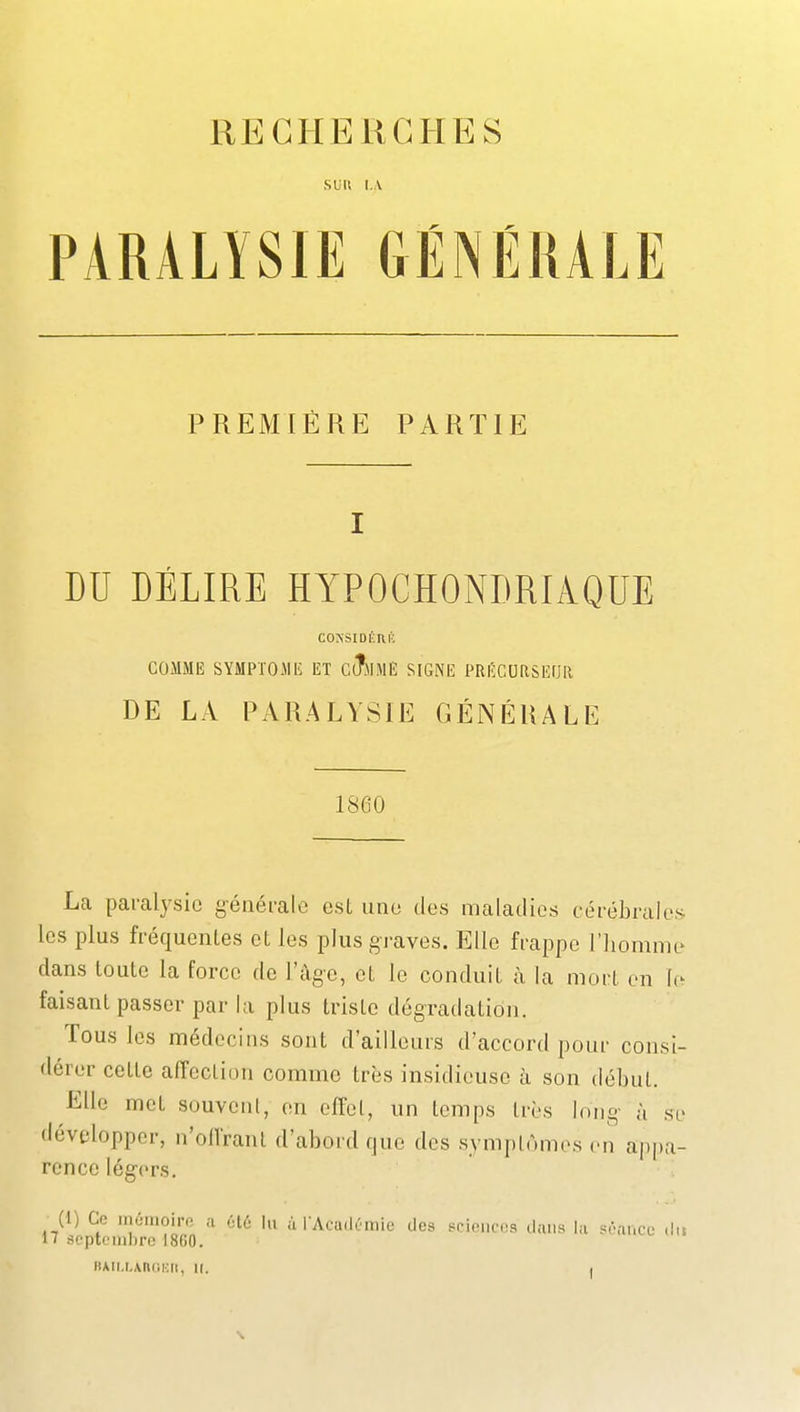 RECHERCHES
SUR LA
PARALYSIE GÉNÉRALE
PREMIÈRE PARTIE
I
DU DÉLIRE HYPOCHONDRIAQUE
CONSIDÉRÉ
COMME SYMPTOME ET COMME SIGNE PRÉCURSEUR
DE LA PARALYSIE GÉNÉRALE
1860
La paralysie générale est une des maladies cérébrales
les plus fréquentes et les plus graves. Elle frappe l'homme
dans toute la force de l'âge, et le conduit à la mort en le
faisant passer par la plus triste dégradation.
Tous les médecins sont d'ailleurs d'accord pour consi-
dérer cette affection comme très insidieuse à son début.
Elle met souvent, en effet, un temps très long à se
développer, n'offrant d'abord que des symptômes en appa-
rence légers.
(1) Ce mémoire a été lu à l'Académie des sciences dans la séance du
17 septembre 1860.
BAILLARGER, II. 1